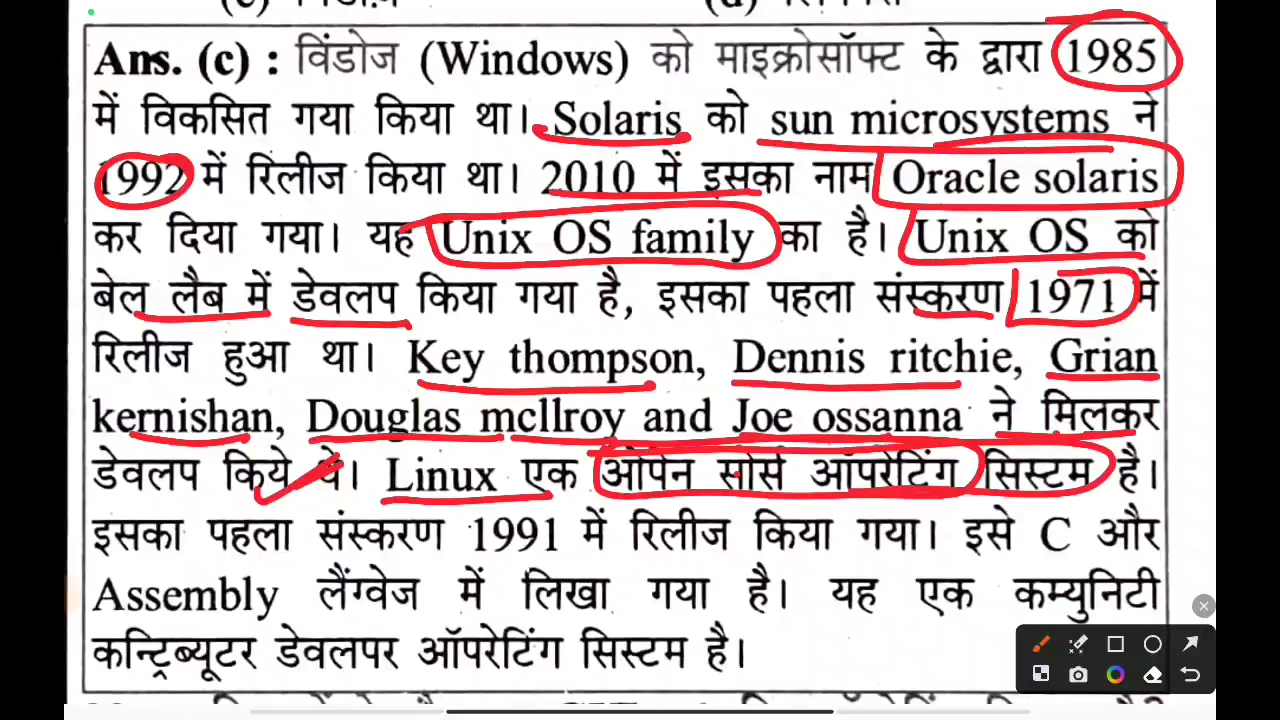 Ans. (c) : विंडोज (Windows) को माइक्रोसॉफ्ट के द्वारा 1985
में विकसित गया किया था। Solaris को sun microsystems ने
1992 में रिलीज किया था। 2010 में इसका नाम Oracle solaris
कर दिया गया। यह Unix OS family का है। Unix OS को
बेल लैब में डेवलप किया गया है, इसका पहला संस्करण 1971 में
रिलीज हुआ था। Key thompson, Dennis ritchie, Grian
kernishan, Douglas mcllroy and Joe ossanna ने मिलकर
डेवलप किये थे। Linux एक ओपेन सोर्स ऑपरेटिंग सिस्टम है।
इसका पहला संस्करण 1991 में रिलीज किया गया। इसे C और
Assembly लैंग्वेज में लिखा गया है। यह एक कम्युनिटी
कन्ट्रिब्यूटर डेवलपर ऑपरेटिंग सिस्टम है।